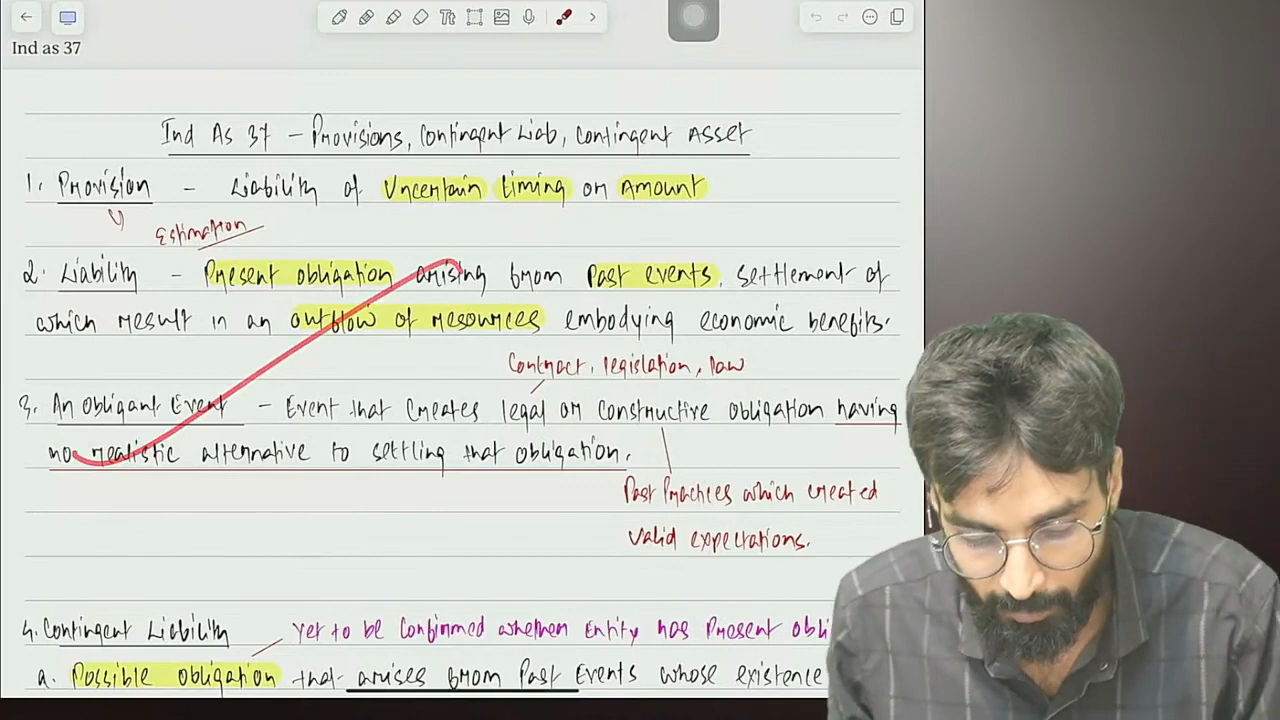 Ind as 37
Ind As 37 - Provisions, Contingent Liab, Contingent Asset
1. Provision - Liability of Uncertain timing or Amount
Estimation
2. Liability - Present obligation arising from Past events, settlement of
which result in an outflow of resources embodying economic benefits.
Contract, legislation, law
3. An Obligant Event - Event that Creates legal or Constructive obligation having
no realistic alternative to settling that obligation.
Past Practices which created
valid expectations.
4. Contingent Liability Yet to be Confirmed whether Entity has Present obli
a. Possible obligation that arises from Past Events whose existence